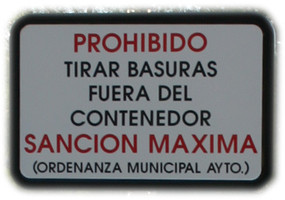 PROHIBIDO
TIRAR BASURAS
FUERA DEL
CONTENEDOR
SANCION MAXIMA
(ORDENANZA MUNICIPAL AYTO.)